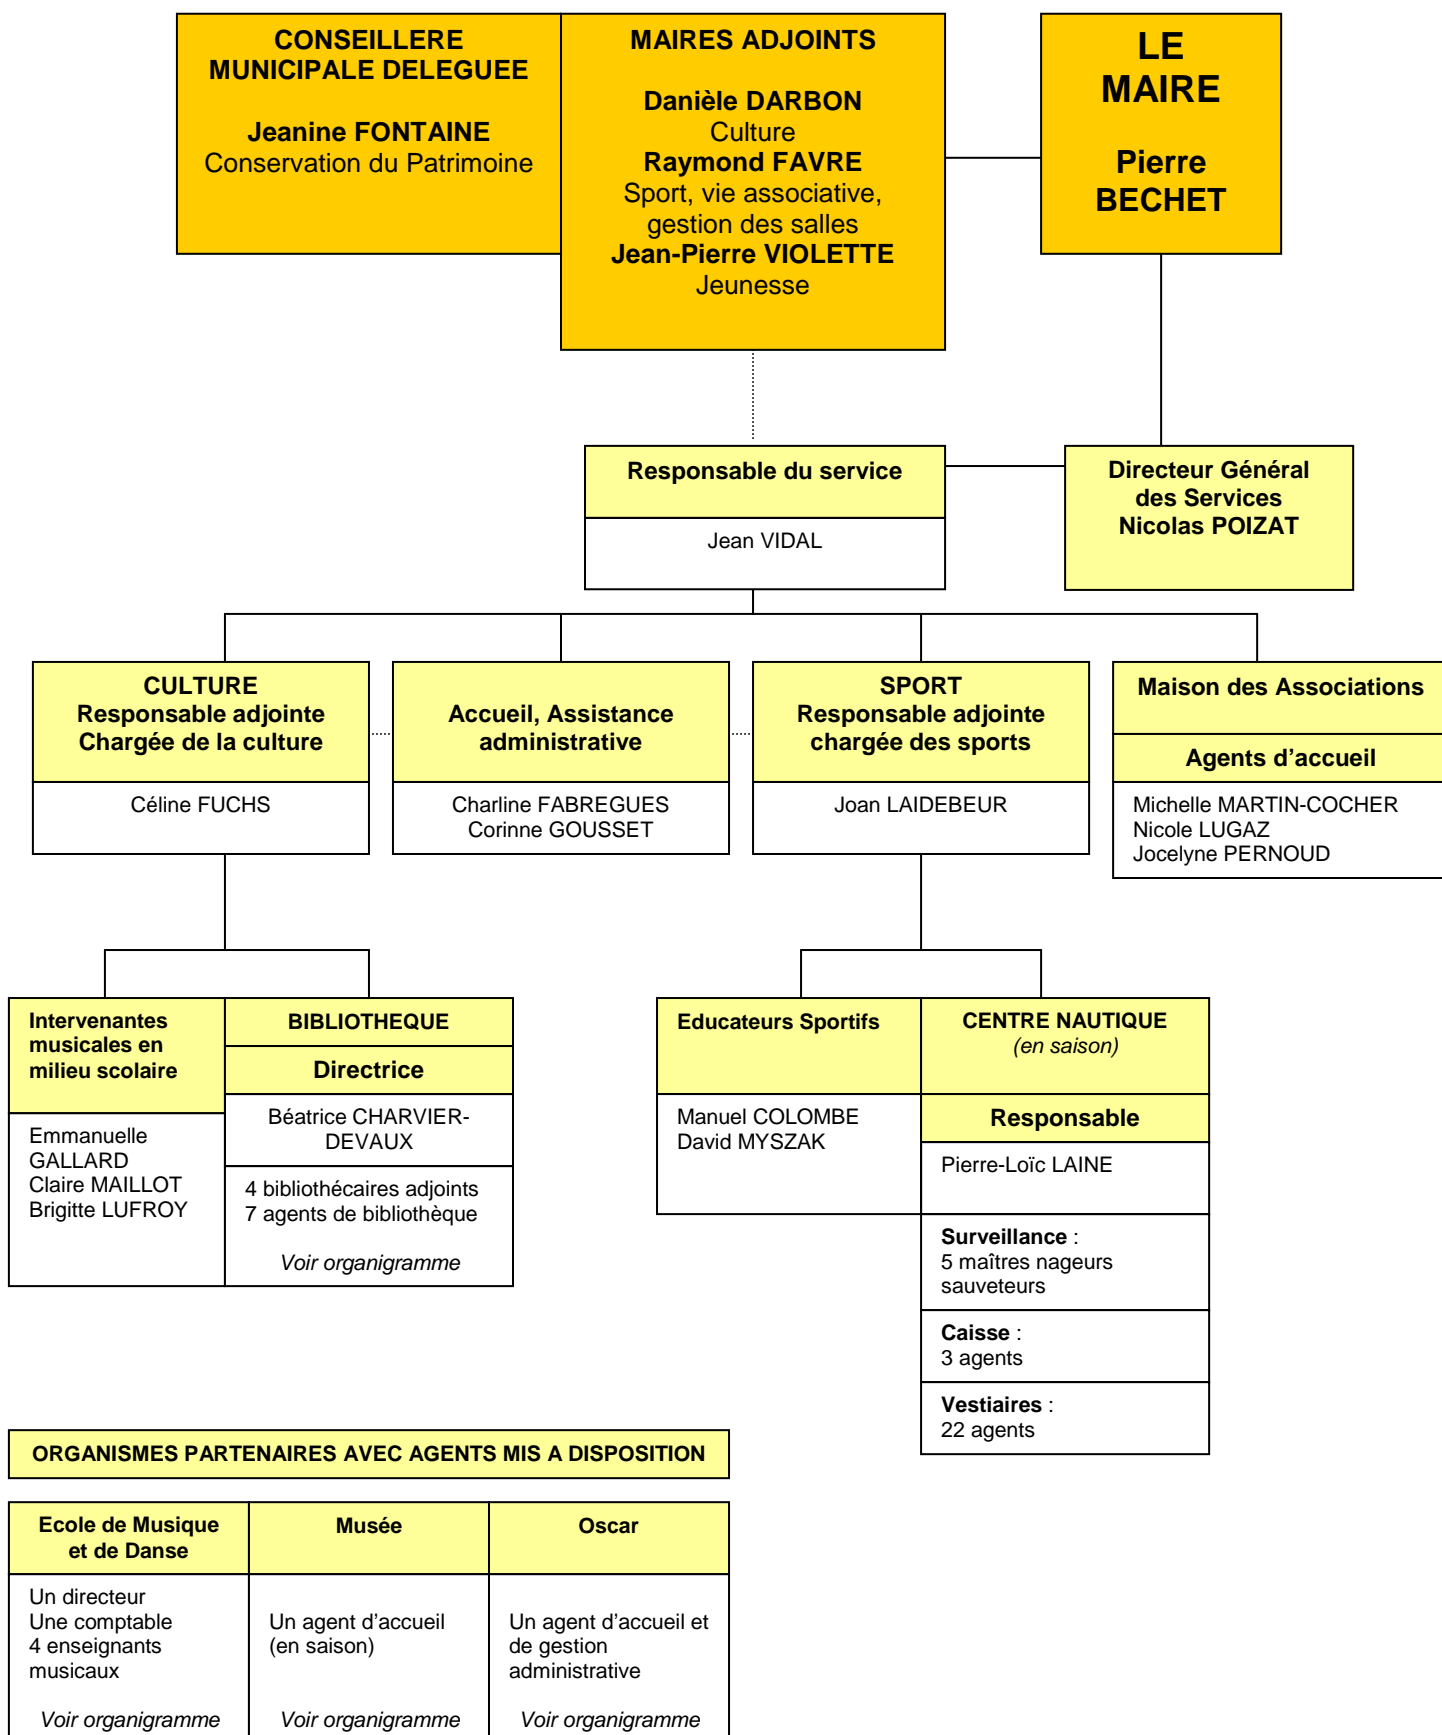 CONSEILLERE
MUNICIPALE DELEGUEE
Jeanine FONTAINE
Conservation du Patrimoine
MAIRES ADJOINTS
Danièle DARBON
Culture
Raymond FAVRE
Sport, vie associative,
gestion des salles
Jean-Pierre VIOLETTE
Jeunesse
LE
MAIRE
Pierre
BECHET
Responsable du service
Jean VIDAL
Directeur Général
des Services
Nicolas POIZAT
CULTURE
Responsable adjointe
Chargée de la culture
Céline FUCHS
Accueil, Assistance
administrative
Charline FABREGUES
Corinne GOUSSET
SPORT
Responsable adjointe
chargée des sports
Joan LAIDEBEUR
Maison des Associations
Agents d’accueil
Michelle MARTIN-COCHER
Nicole LUGAZ
Jocelyne PERNOUD
Intervenantes
musicales en
milieu scolaire
Emmanuelle
GALLARD
Claire MAILLOT
Brigitte LUFROY
BIBLIOTHEQUE
Directrice
Béatrice CHARVIER-
DEVAUX
4 bibliothécaires adjoints
7 agents de bibliothèque
Voir organigramme
Educateurs Sportifs
Manuel COLOMBE
David MYSZAK
CENTRE NAUTIQUE
(en saison)
Responsable
Pierre-Loïc LAINE
Surveillance :
5 maîtres nageurs
sauveteurs
Caisse :
3 agents
Vestiaires :
22 agents
ORGANISMES PARTENAIRES AVEC AGENTS MIS A DISPOSITION
Ecole de Musique
et de Danse
Un directeur
Une comptable
4 enseignants
musicaux
Voir organigramme
Musée
Un agent d’accueil
(en saison)
Voir organigramme
Oscar
Un agent d’accueil et
de gestion
administrative
Voir organigramme